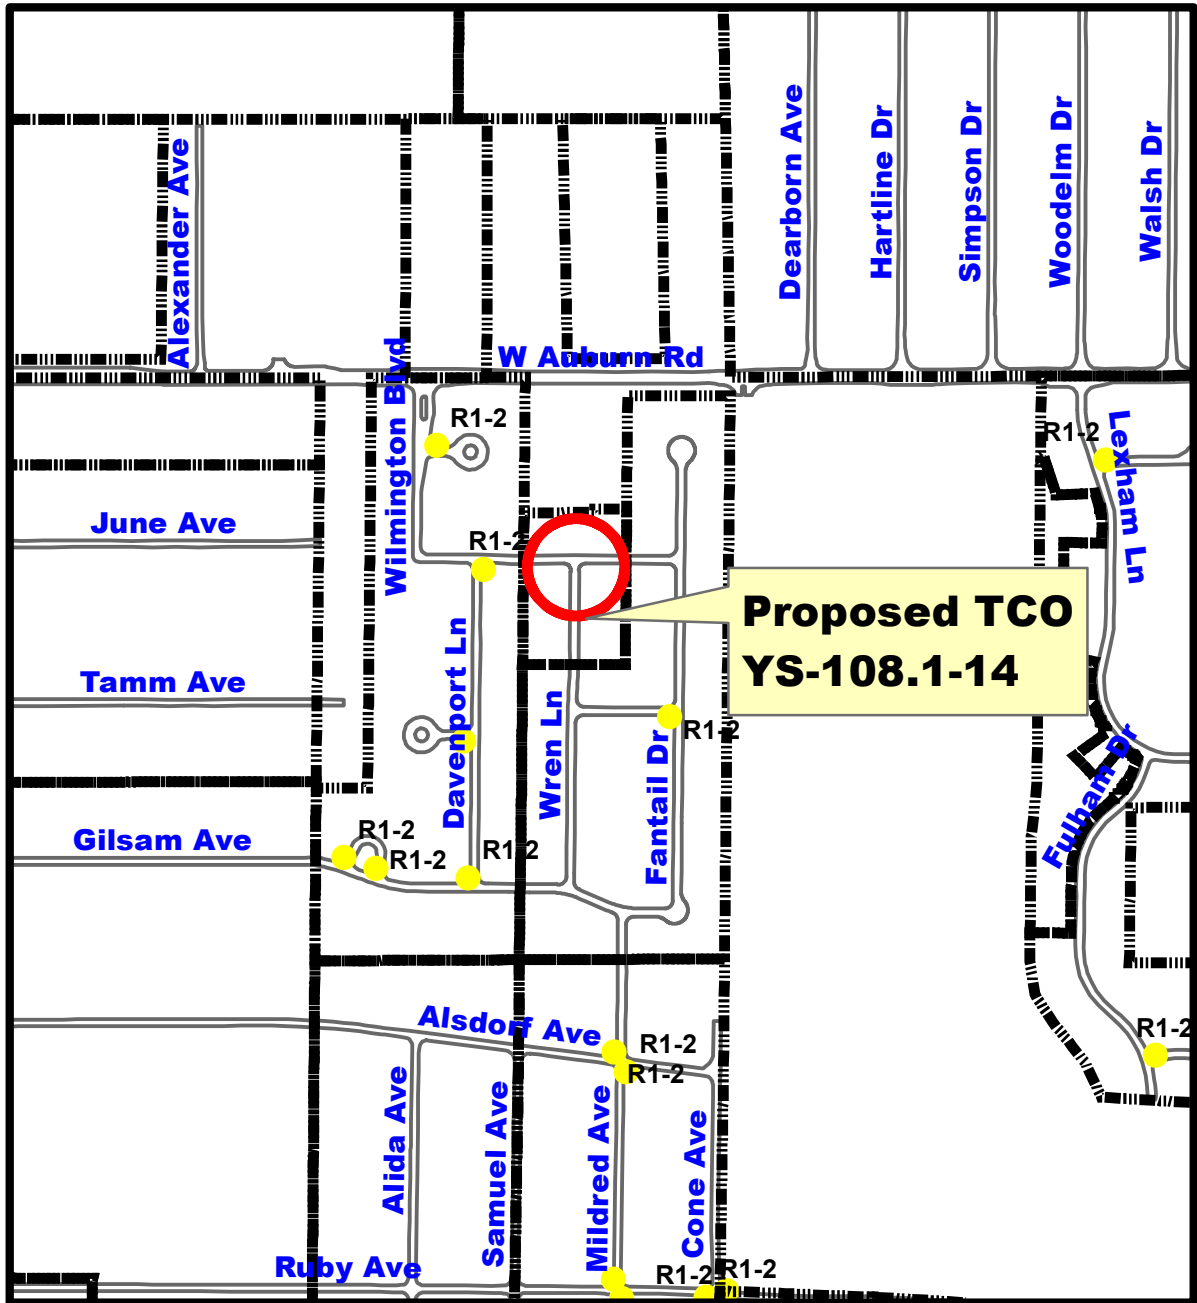 Dearborn Ave
Hartline Dr
Simpson Dr
Woodelm Dr
Walsh Dr
Alexander Ave
W Auburn Rd
Wilmington Blvd
R1-2
R1-2
Lexham Ln
June Ave
R1-2
Proposed TCO
YS-108.1-14
Tamm Ave
Davenport Ln
Wren Ln
Fantail Dr
R1-2
Fulham Dr
Gilsam Ave
R1-2
R1-2
R1-2
Alsdorf Ave
R1-2
R1-2
R1-2
Alida Ave
Samuel Ave
Mildred Ave
Cone Ave
Ruby Ave
R1-2
R1-2